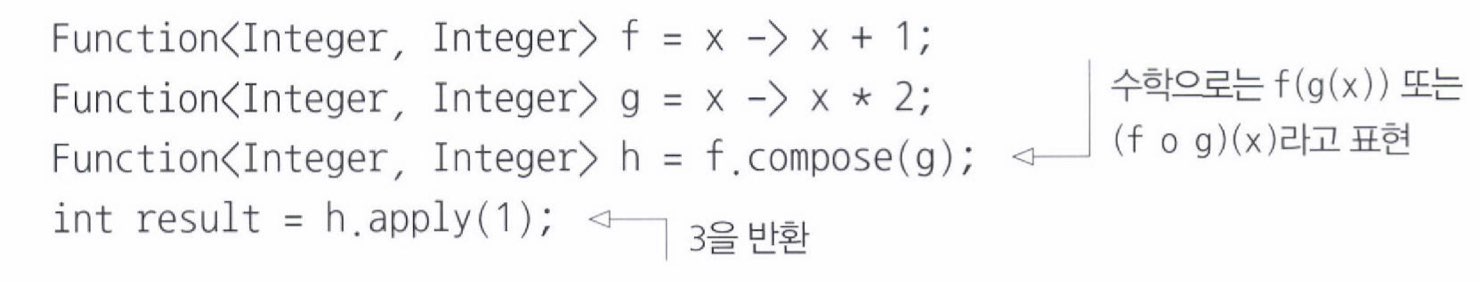 Function<Integer, Integer> f = x -> x + 1;
Function<Integer, Integer> g = x -> x * 2;
Function<Integer, Integer> h = f.compose(g);
int result = h.apply(1);
수학으로는 f(g(x)) 또는
(f o g)(x)라고 표현
3을 반환